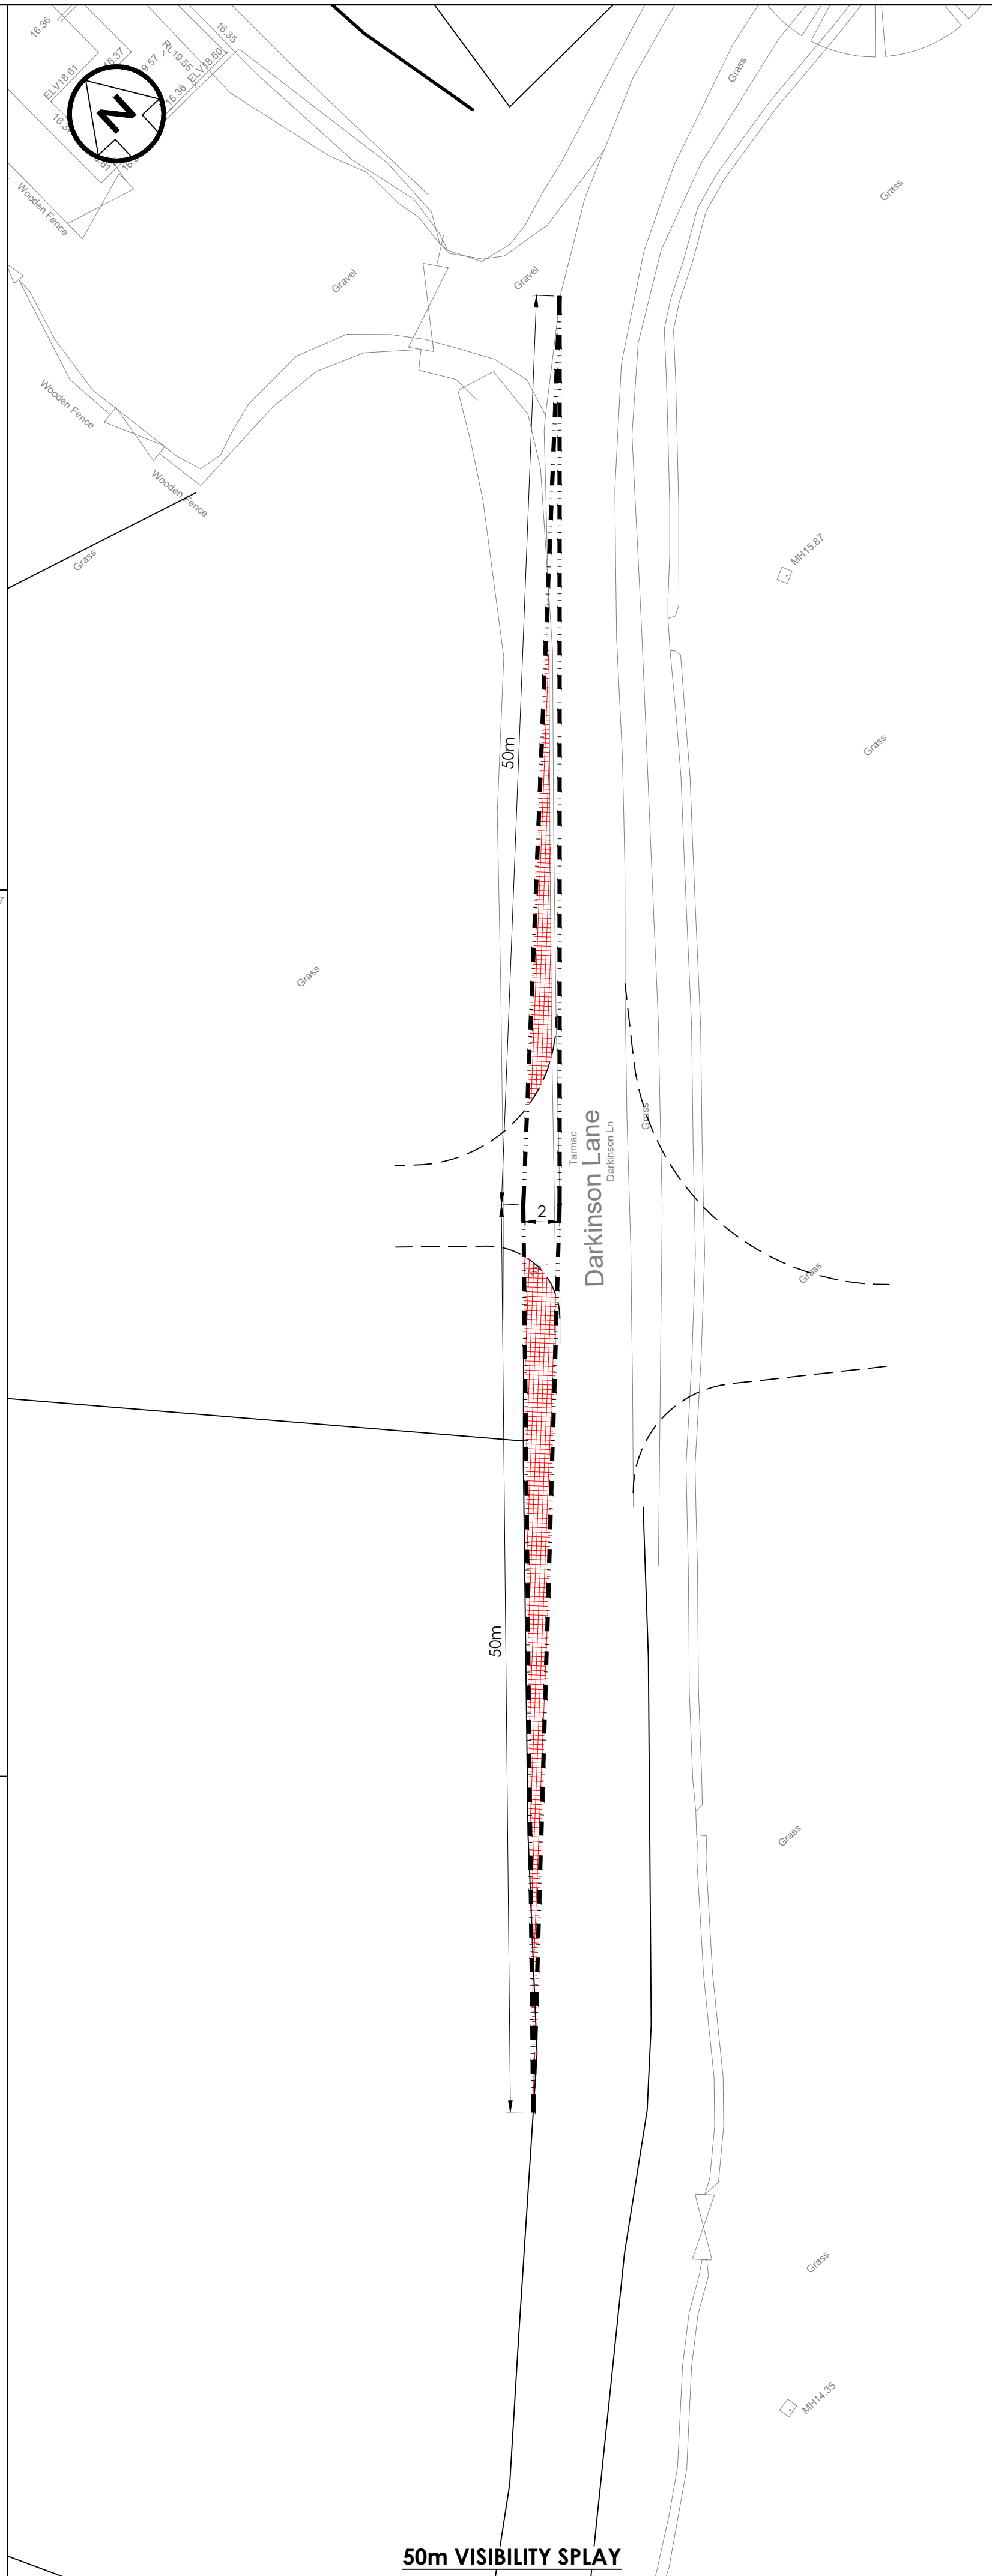 16.36
16.35
16.37
9.57
RL19.55
ELV18.60
ELV18.61
16.36
N
Wooden Fence
Grass
Grass
Gravel
Gravel
Wooden Fence
Wooden Fence
Grass
MH15.87
50m
Grass
Grass
Grass
Tarmac
Darkinson Lane
Darkinson Ln
2
Grass
50m
Grass
Grass
MH14.35
50m VISIBILITY SPLAY